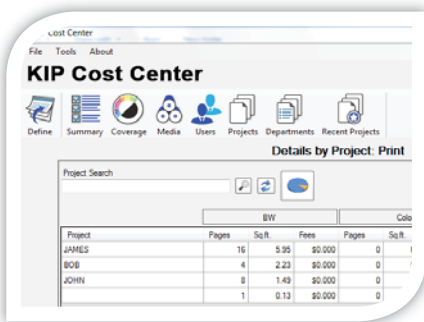 Cost Center
File Tools About
KIP Cost Center
Define Summary Coverage Media Users Projects Departments Recent Projects
Details by Project: Print
Project Search
BW Colo
Project Pages Sq.ft. Fees Pages Sq.ft.
JAMES 16 5.95 $0.000 0
BOB 4 2.23 $0.000 0
JOHN 8 1.49 $0.000 0
1 0.13 $0.000 0